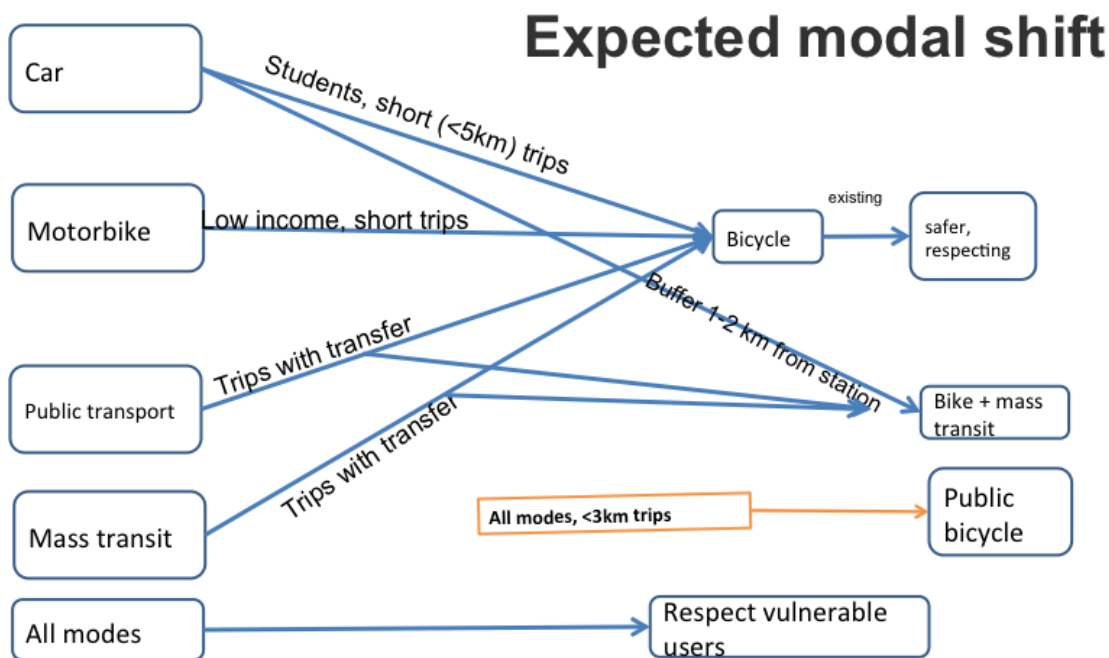 Expected modal shift
Car
Students, short (<5km) trips
Motorbike
Low income, short trips
existing
Bicycle
safer,
respecting
Buffer 1-2 km from station
Trips with transfer
Public transport
Bike + mass
transit
Trips with transfer
Mass transit
All modes, <3km trips
Public
bicycle
All modes
Respect vulnerable
users